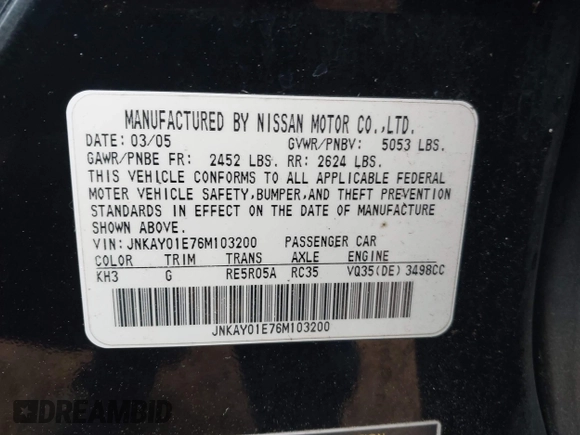 MANUFACTURED BY NISSAN MOTOR CO.,LTD.
DATE: 03/05 GVWR/PNBV: 5053 LBS.
GAWR/PNBE FR: 2452 LBS. RR: 2624 LBS.
THIS VEHICLE CONFORMS TO ALL APPLICABLE FEDERAL
MOTOR VEHICLE SAFETY,BUMPER,AND THEFT PREVENTION
STANDARDS IN EFFECT ON THE DATE OF MANUFACTURE
SHOWN ABOVE.
VIN: JNKAY01E76M103200 PASSENGER CAR
COLOR TRIM TRANS AXLE ENGINE
KH3 G RE5R05A RC35 VQ35(DE) 3498CC
JNKAY01E76M103200
DREAMBID